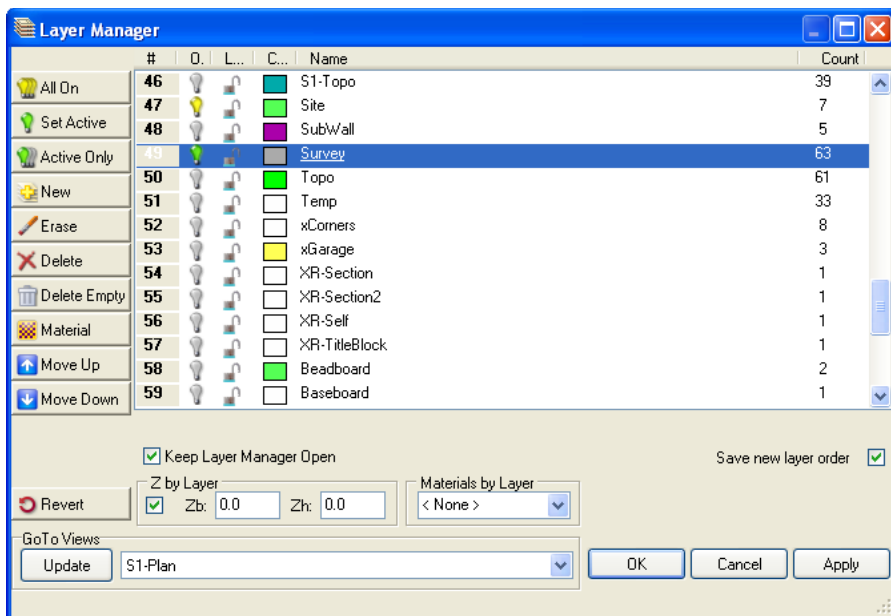 Layer Manager
# O. L... C... Name Count
All On
Set Active
Active Only
New
Erase
Delete
Delete Empty
Material
Move Up
Move Down
46 S1-Topo 39
47 Site 7
48 SubWall 5
49 Survey 63
50 Topo 61
51 Temp 33
52 xCorners 8
53 xGarage 3
54 XR-Section 1
55 XR-Section2 1
56 XR-Self 1
57 XR-TitleBlock 1
58 Beadboard 2
59 Baseboard 1
Keep Layer Manager Open
Save new layer order
Revert
Z by Layer
Zb: 0.0 Zh: 0.0
Materials by Layer
< None >
GoTo Views
Update S1-Plan
OK Cancel Apply